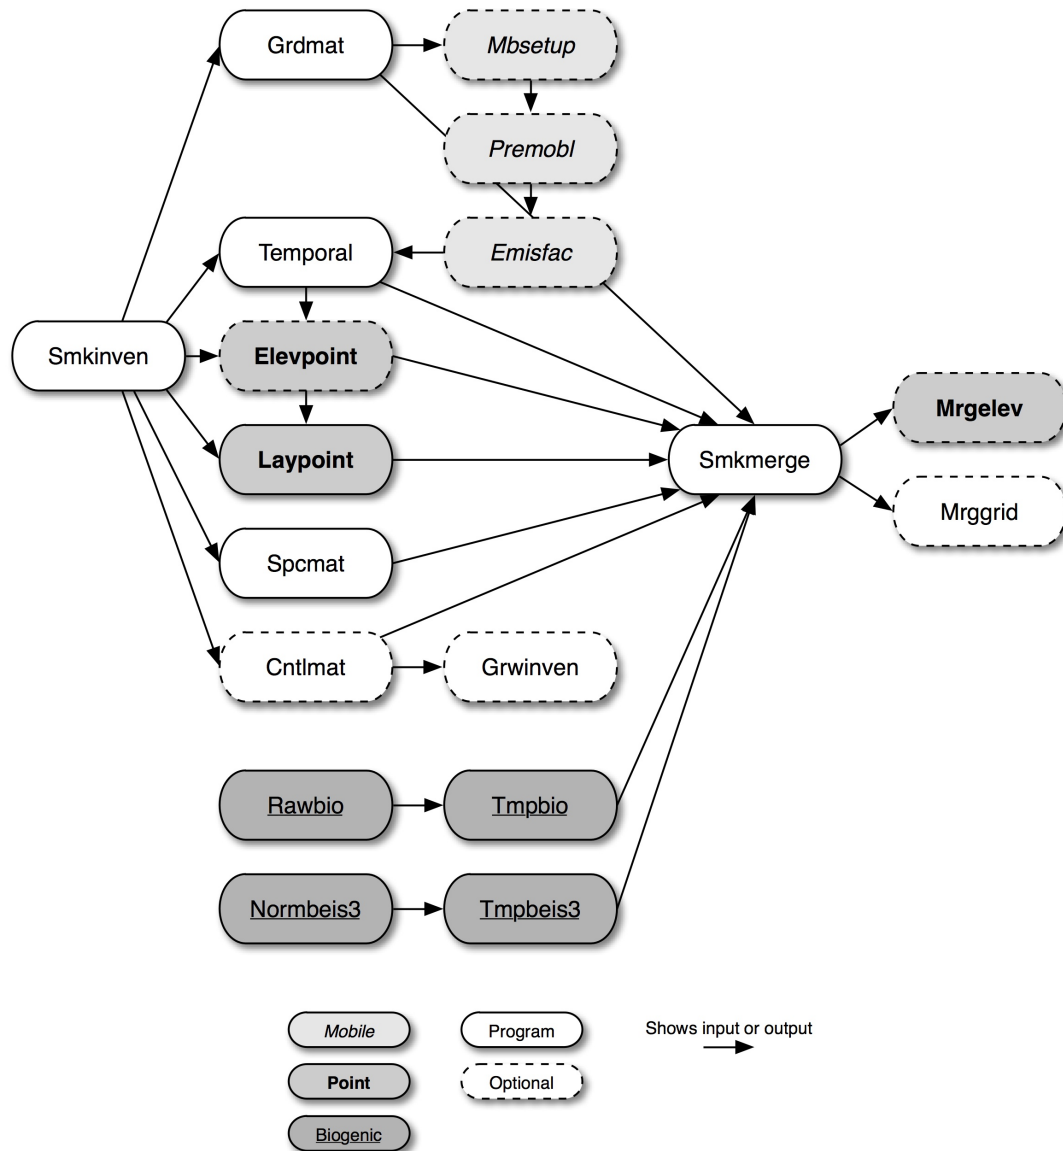 Grdmat
Mbsetup
Premobl
Temporal
Emisfac
Smkinven
Elevpoint
Mrgelev
Laypoint
Smkmerge
Mrggrid
Spcmat
Cntlmat
Grwinven
Rawbio
Tmpbio
Normbeis3
Tmpbeis3
Mobile
Program
Shows input or output
Point
Optional
Biogenic